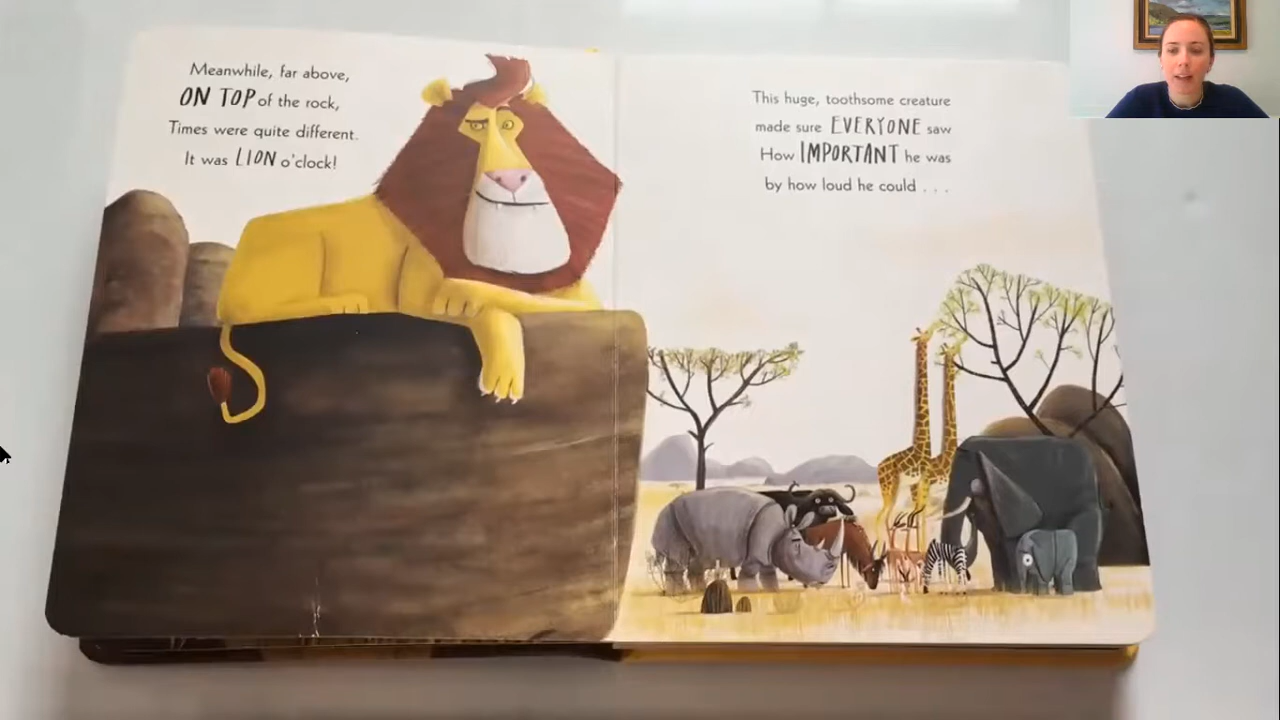 Meanwhile, far above,
ON TOP of the rock,
Times were quite different.
It was LION o'clock!
This huge, toothsome creature
made sure EVERYONE saw
How IMPORTANT he was
by how loud he could . . .